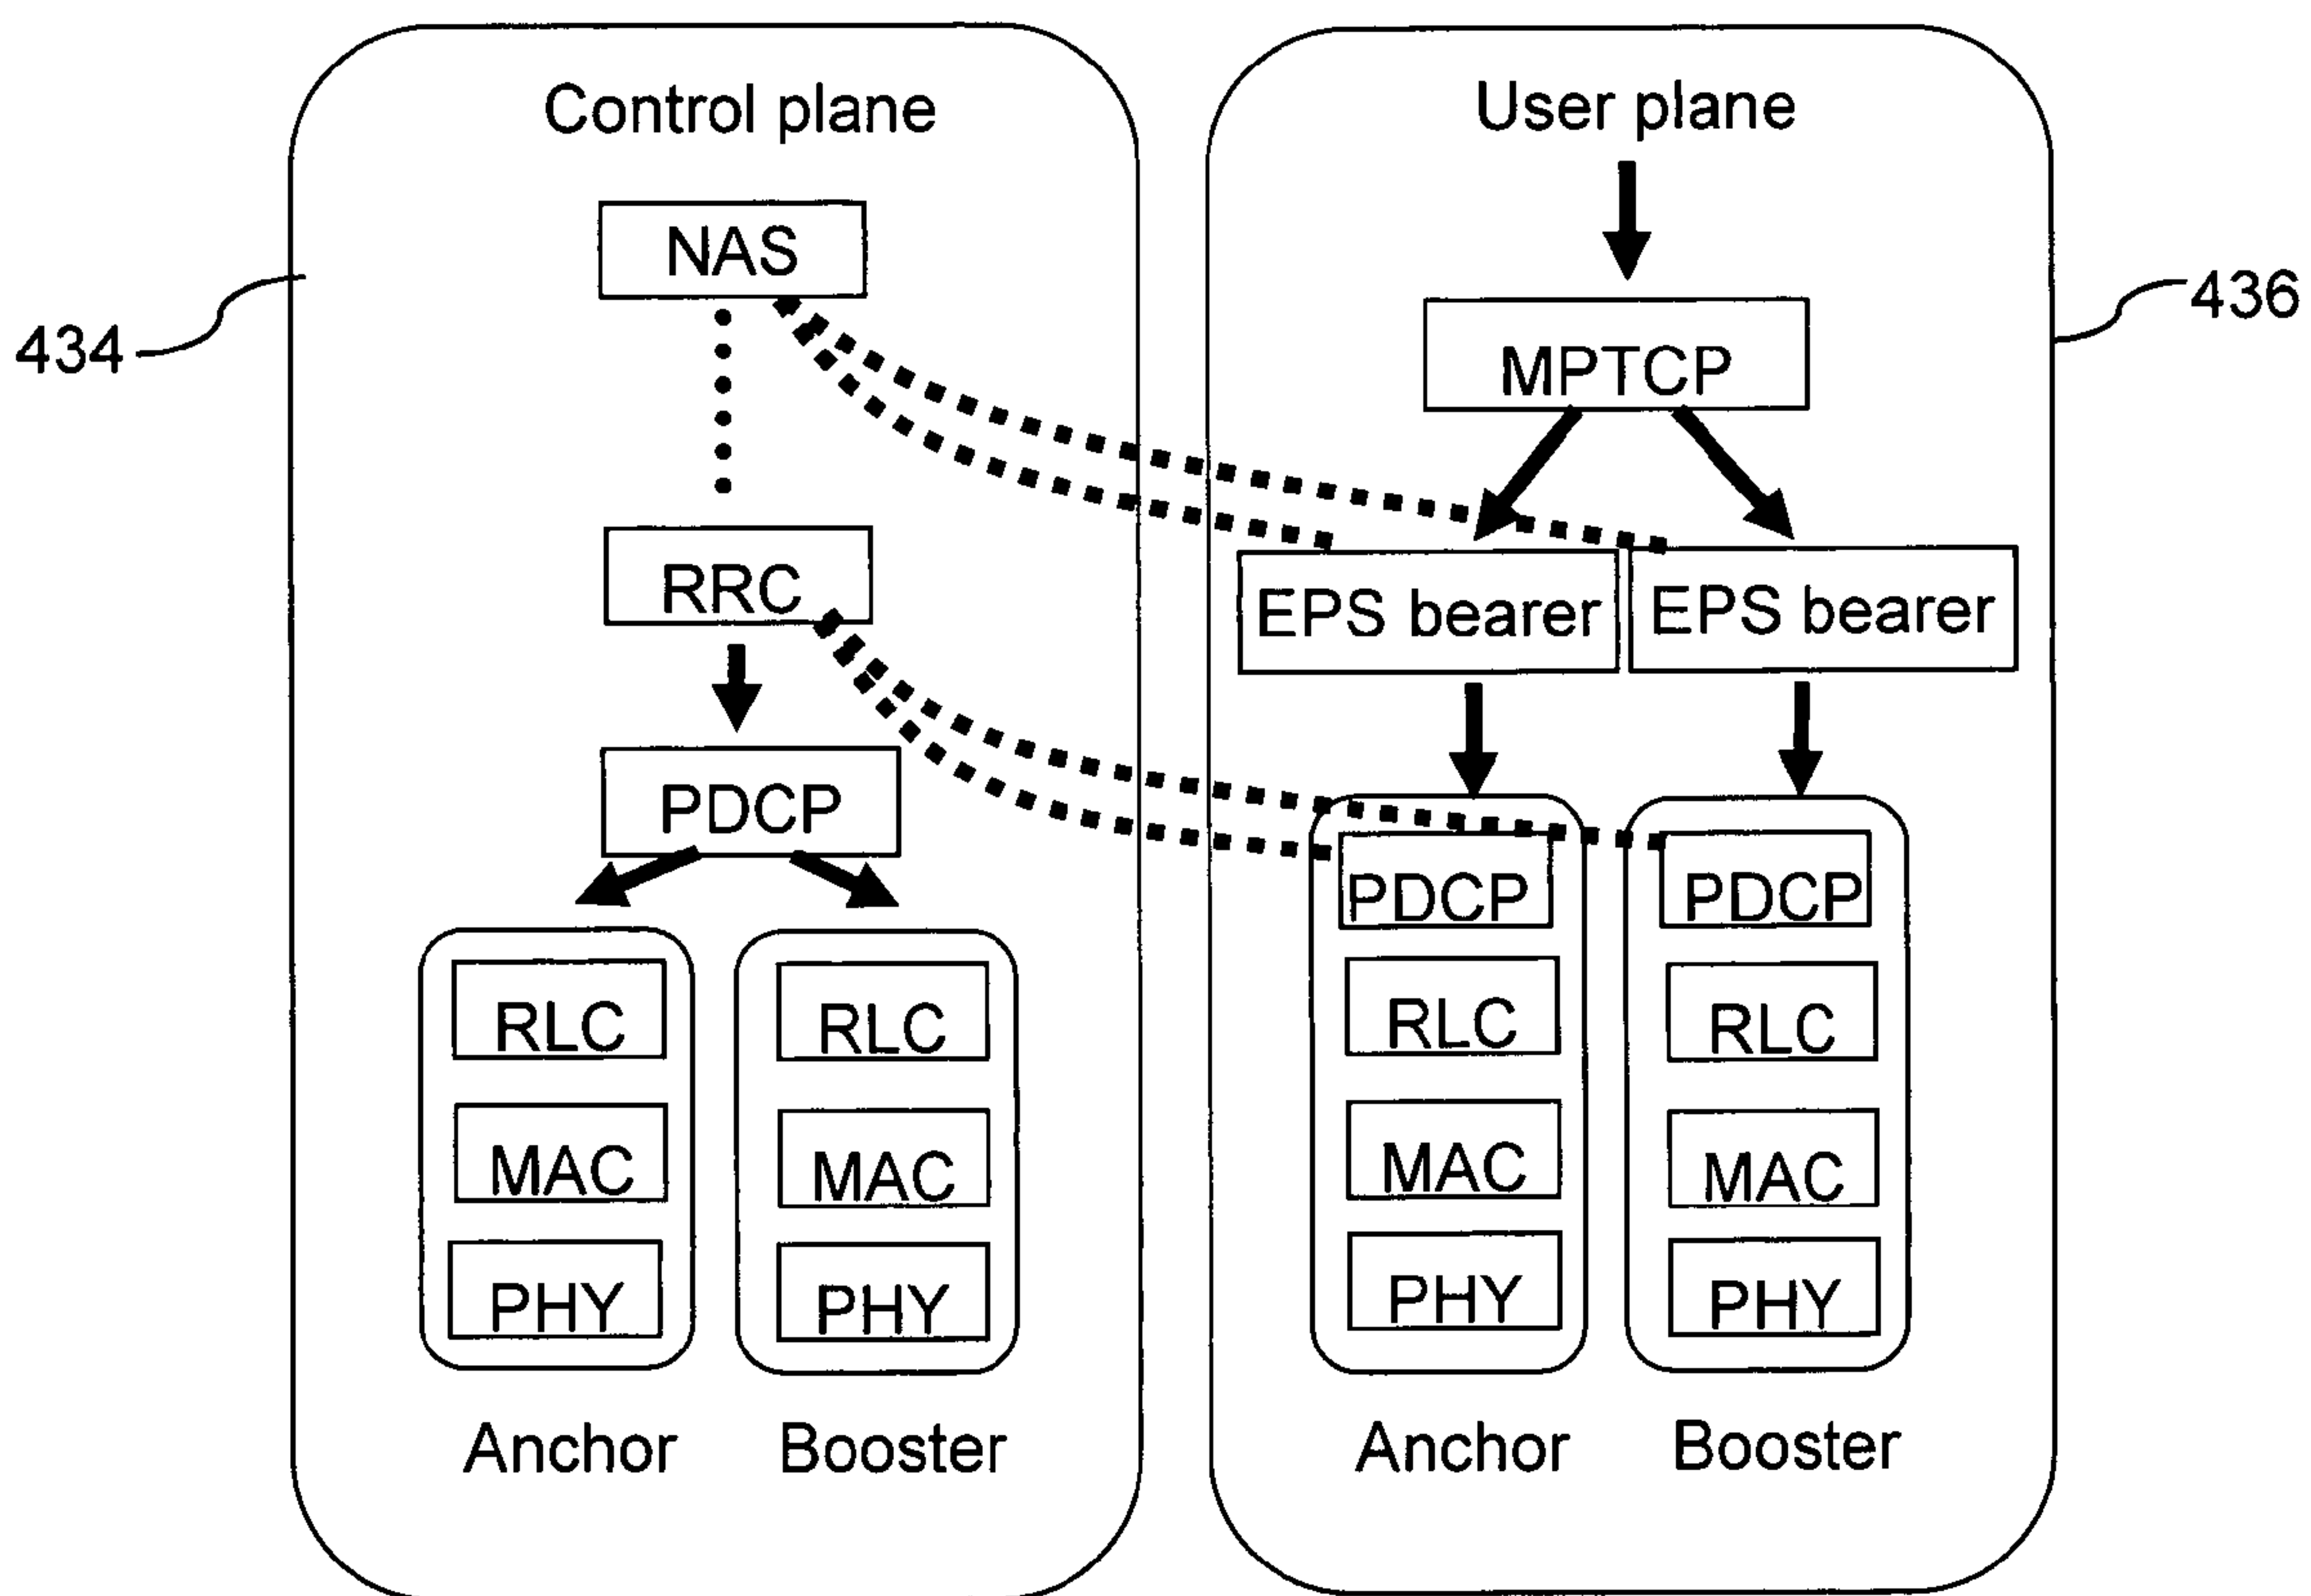 Control plane
NAS
434
RRC
PDCP
RLC
RLC
MAC
MAC
PHY
PHY
Anchor
Booster
User plane
436
MPTCP
EPS bearer
EPS bearer
PDCP
PDCP
RLC
RLC
MAC
MAC
PHY
PHY
Anchor
Booster